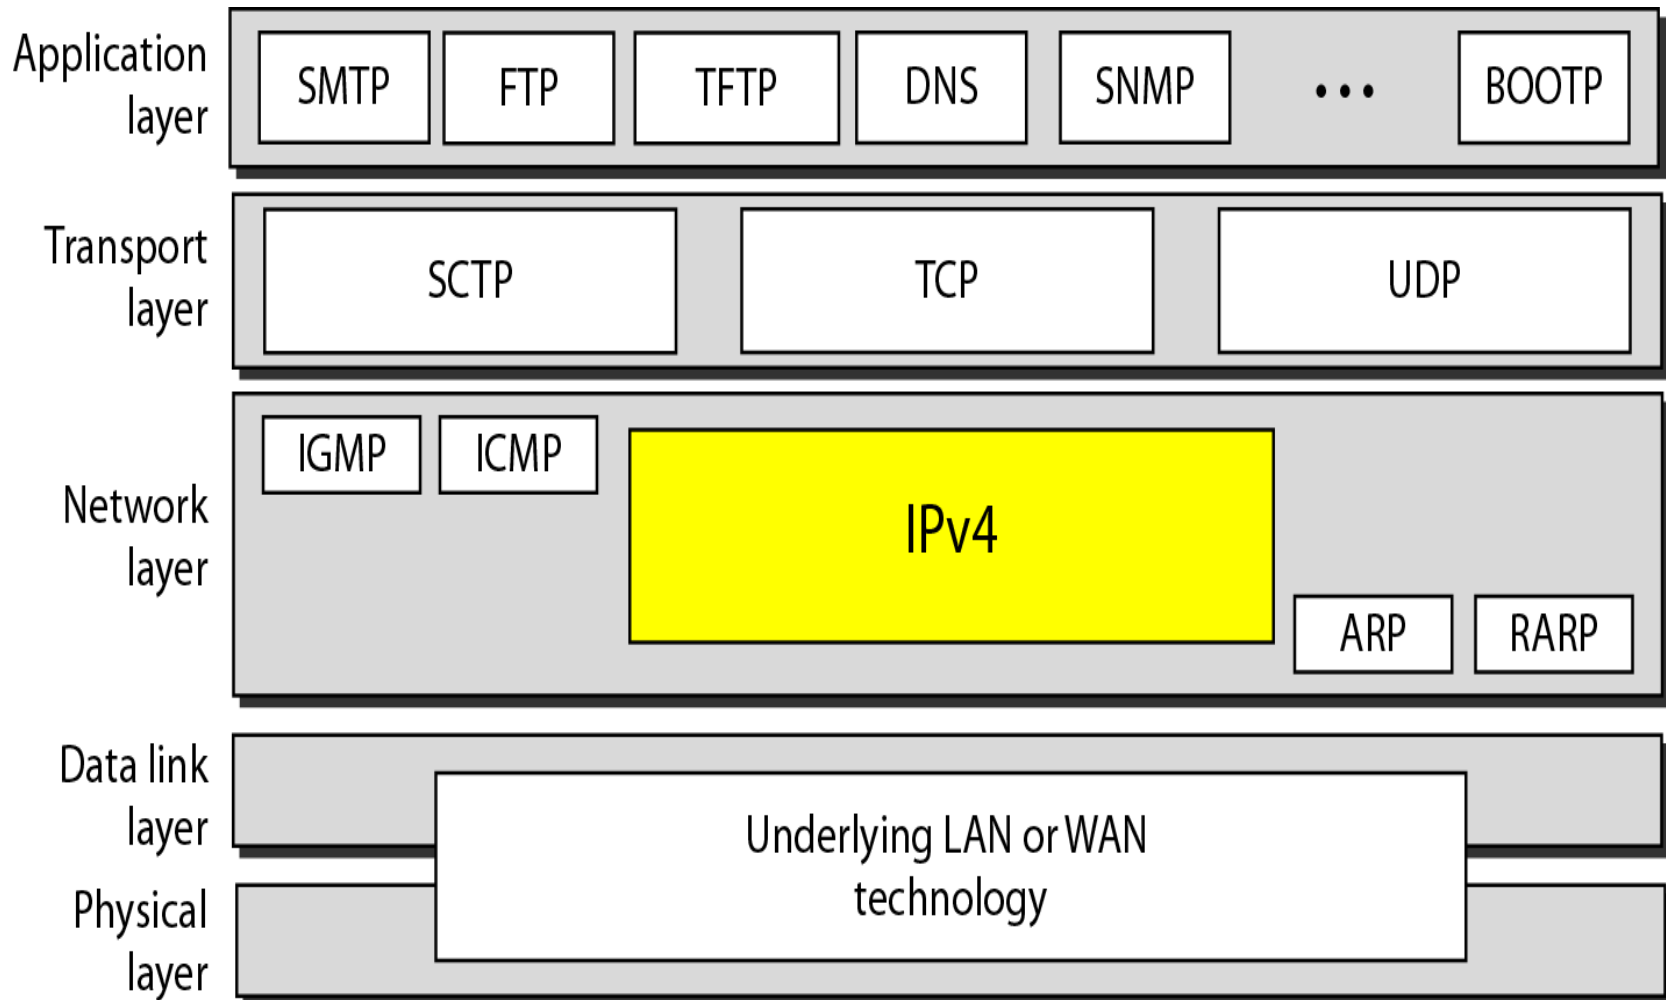 Application
layer
SMTP
FTP
TFTP
DNS
SNMP
...
BOOTP
Transport
layer
SCTP
TCP
UDP
Network
layer
IGMP
ICMP
IPv4
ARP
RARP
Data link
layer
Underlying LAN or WAN
technology
Physical
layer